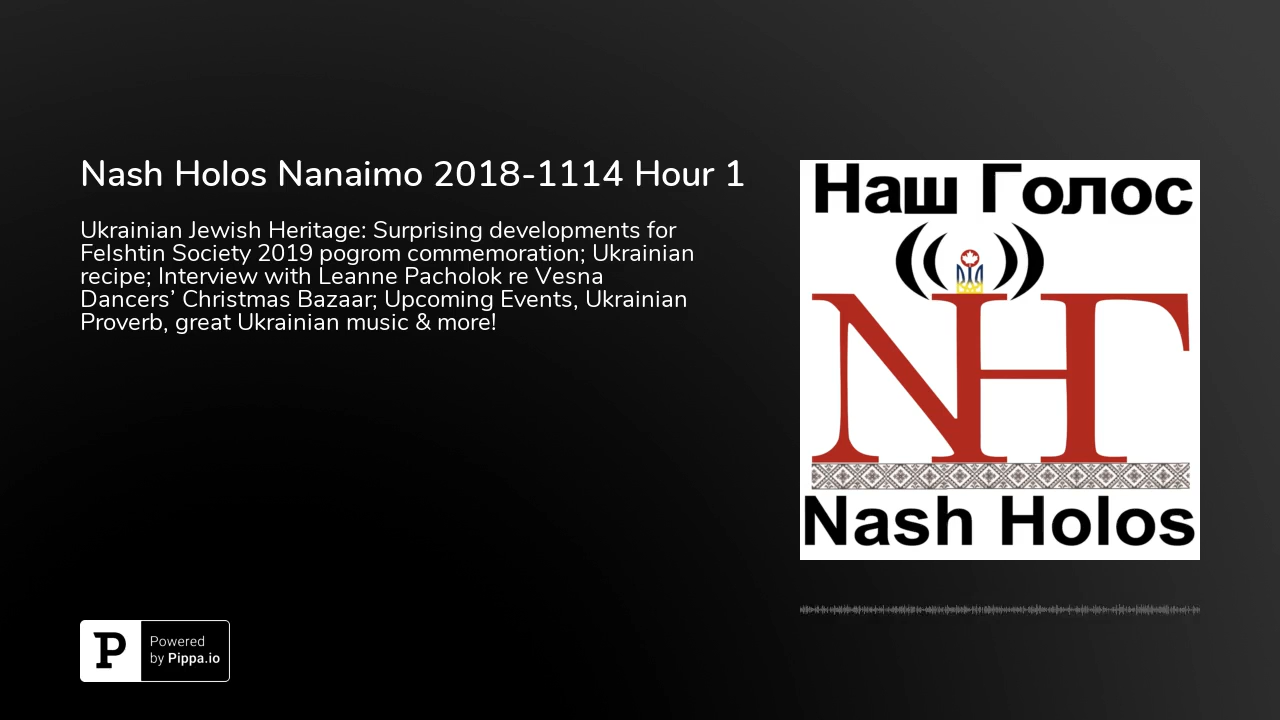 Nash Holos Nanaimo 2018-1114 Hour 1
Ukrainian Jewish Heritage: Surprising developments for
Felshtin Society 2019 pogrom commemoration; Ukrainian
recipe; Interview with Leanne Pacholok re Vesna
Dancers’ Christmas Bazaar; Upcoming Events, Ukrainian
Proverb, great Ukrainian music & more!
Наш Голос
NНГ
Nash Holos
P
Powered
by Pippa.io